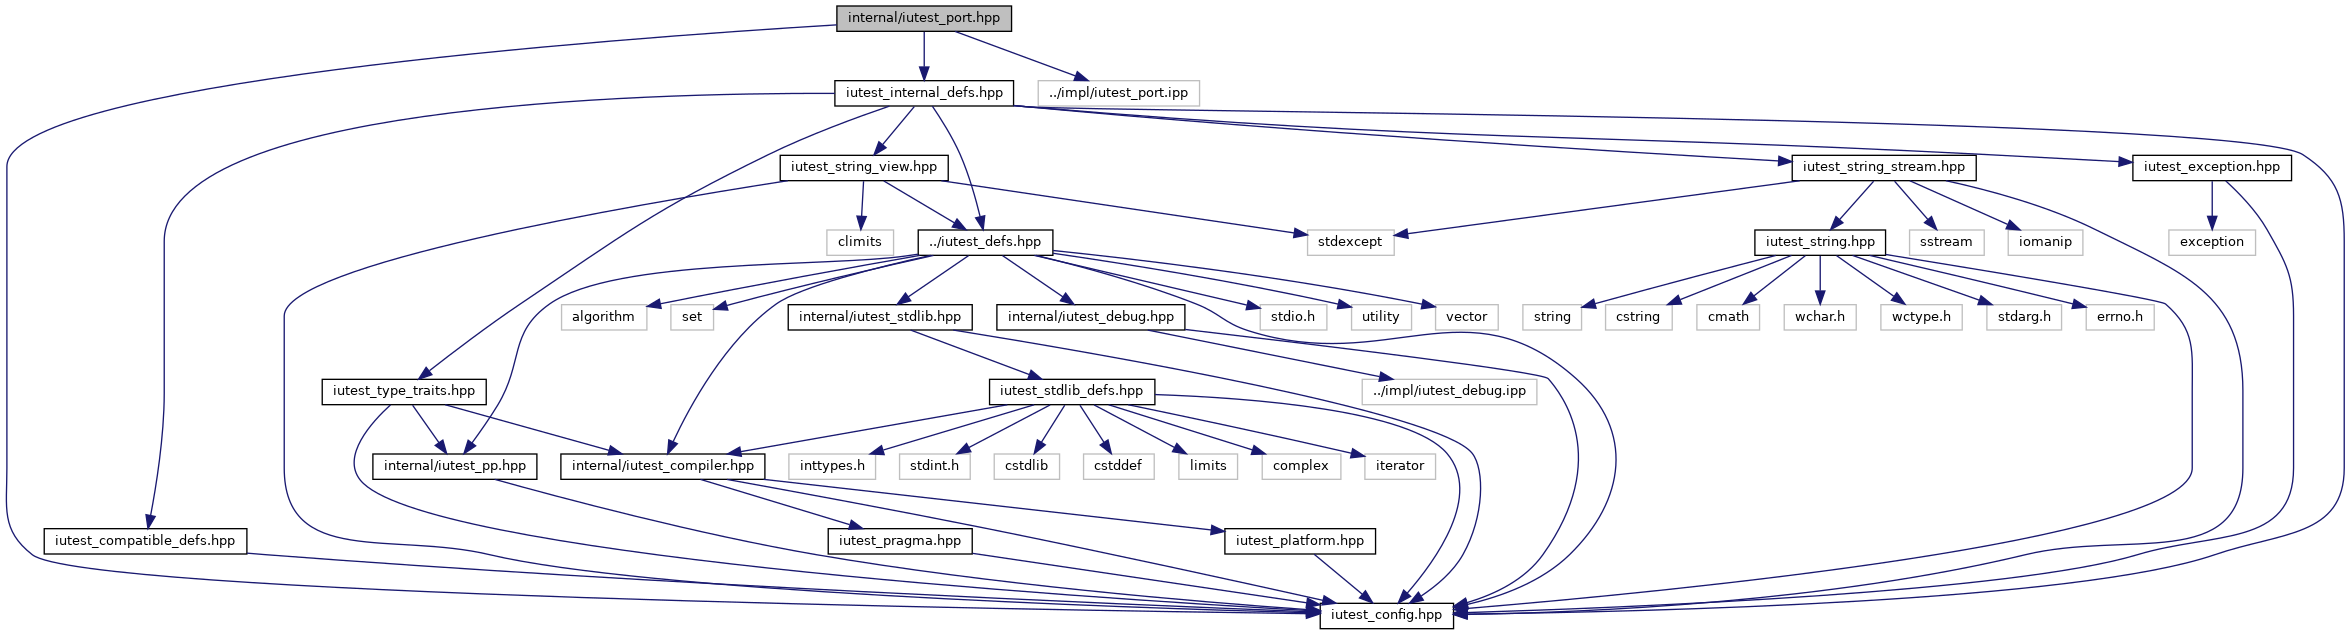 internal/iutest_port.hpp
iutest_internal_defs.hpp
../impl/iutest_port.ipp
iutest_string_view.hpp
iutest_string_stream.hpp
iutest_exception.hpp
climits
../iutest_defs.hpp
stdexcept
iutest_string.hpp
sstream
iomanip
exception
algorithm
set
internal/iutest_stdlib.hpp
internal/iutest_debug.hpp
stdio.h
utility
vector
string
cstring
cmath
wchar.h
wctype.h
stdarg.h
errno.h
iutest_type_traits.hpp
iutest_stdlib_defs.hpp
../impl/iutest_debug.ipp
internal/iutest_pp.hpp
internal/iutest_compiler.hpp
inttypes.h
stdint.h
cstdlib
cstddef
limits
complex
iterator
iutest_compatible_defs.hpp
iutest_pragma.hpp
iutest_platform.hpp
iutest_config.hpp